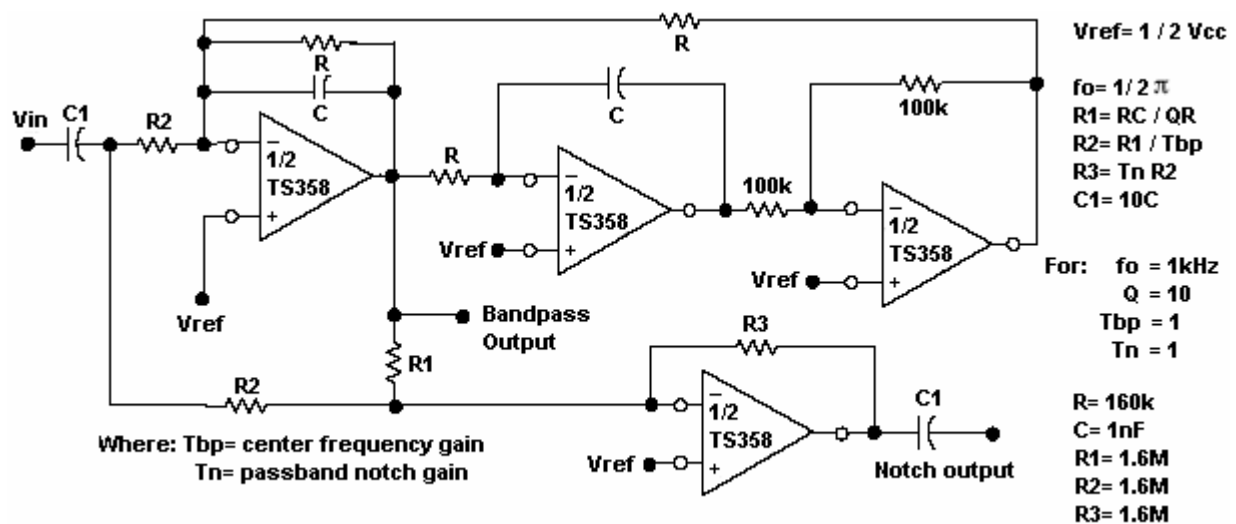 R
Vref= 1 / 2 Vcc
R
100k
fo= 1/ 2 π
C1
C
C
R1= RC / QR
Vin
R2
R2= R1 / Tbp
R3= Tn R2
C1= 10C
−
1/2
TS358
+
R
−
1/2
TS358
+
100k
−
1/2
TS358
+
Vref
Vref
Vref
For: fo = 1kHz
Q = 10
Tbp = 1
Tn = 1
Bandpass
Output
R1
R3
R2
−
1/2
TS358
+
C1
Vref
Notch output
Where: Tbp= center frequency gain
Tn= passband notch gain
R= 160k
C= 1nF
R1= 1.6M
R2= 1.6M
R3= 1.6M